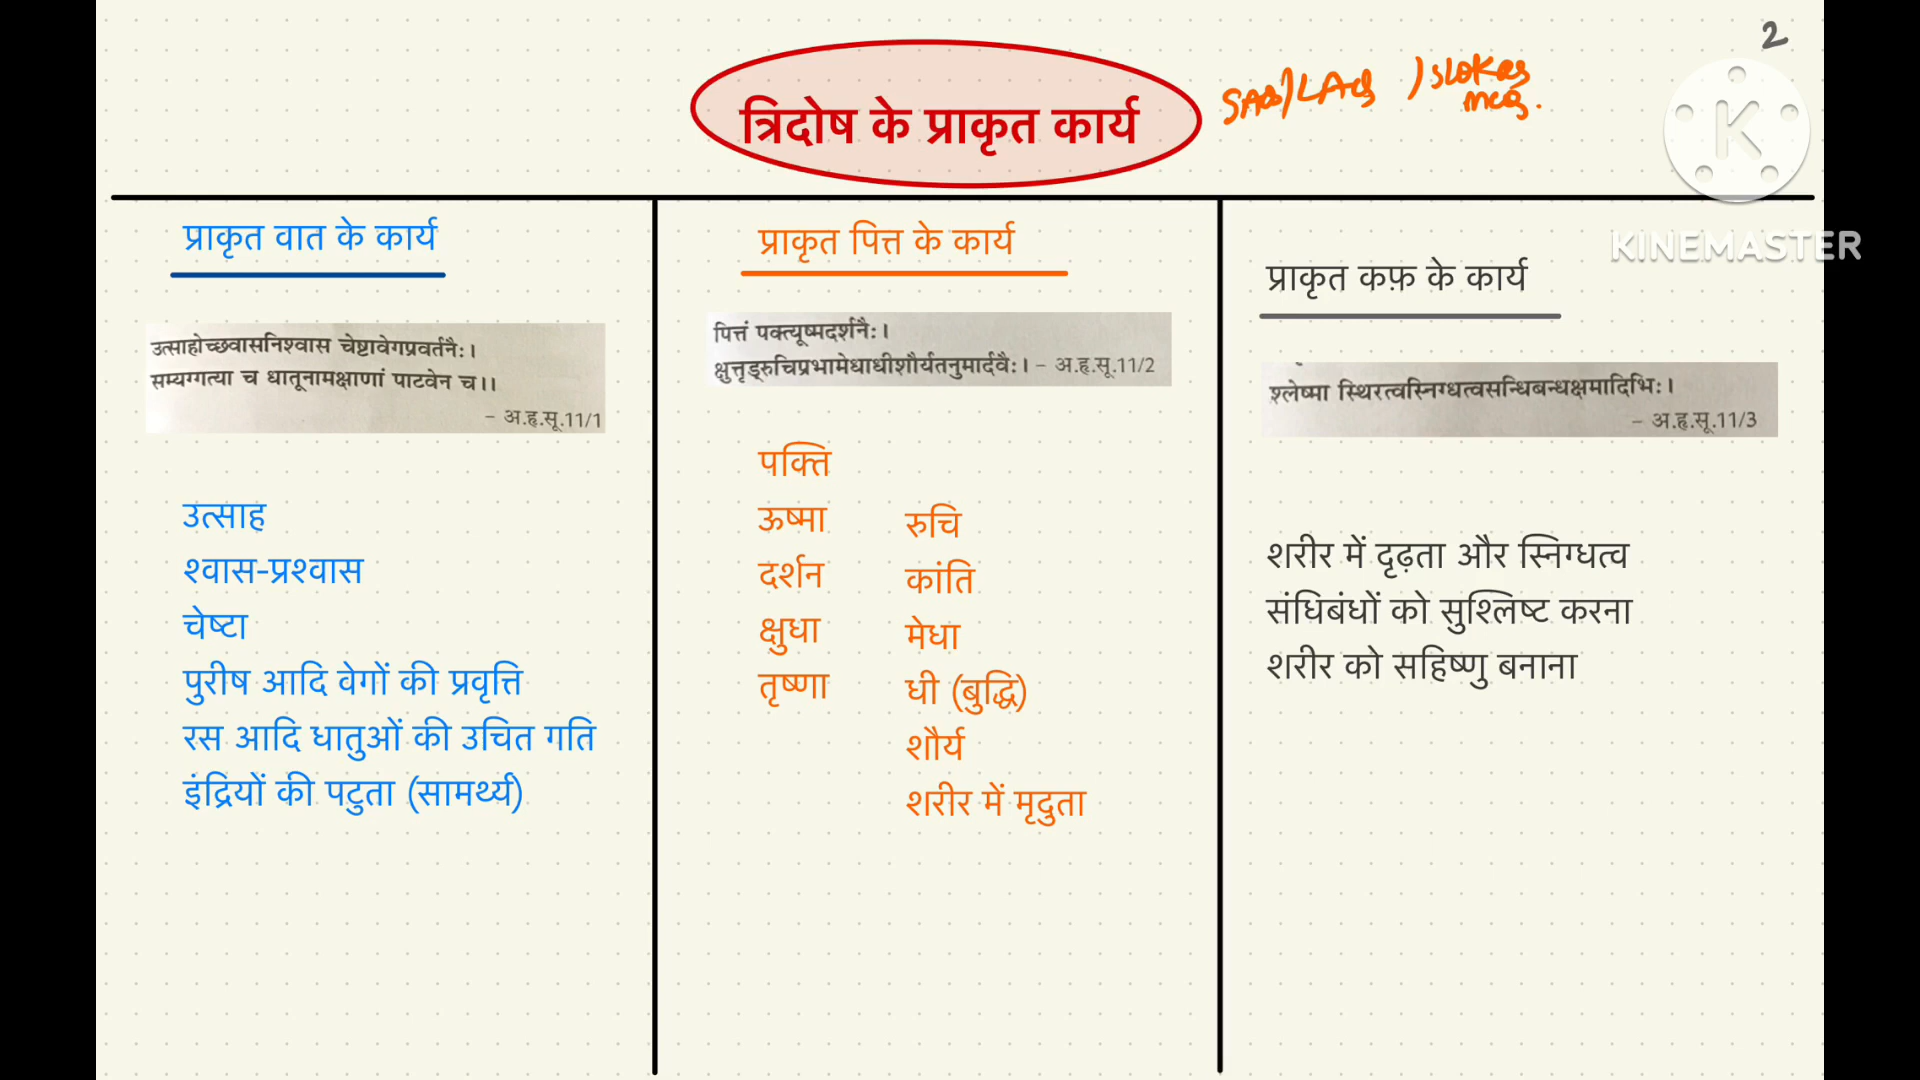 2
त्रिदोष के प्राकृत कार्य
SAQ/LAQ /SLOKas
mcq.
KINEMASTER
प्राकृत वात के कार्य
उत्साहोच्छवासनिश्वास चेष्टावेगप्रवर्तनैः।
सम्यग्गत्या च धातूनामक्षाणां पाटवेन च।।
– अ.हृ.सू.11/1
उत्साह
श्वास-प्रश्वास
चेष्टा
पुरीष आदि वेगों की प्रवृत्ति
रस आदि धातुओं की उचित गति
इंद्रियों की पटुता (सामर्थ्य)
प्राकृत पित्त के कार्य
पित्तं पक्त्यूष्मदर्शनैः।
क्षुत्तृड्रुचिप्रभामेधाधीशौर्यतनुमार्दवैः। – अ.हृ.सू.11/2
पक्ति
ऊष्मा
दर्शन
क्षुधा
तृष्णा
रुचि
कांति
मेधा
धी (बुद्धि)
शौर्य
शरीर में मृदुता
प्राकृत कफ़ के कार्य
श्लेष्मा स्थिरत्वस्निग्धत्वसन्धिबन्धक्षमादिभिः।
– अ.हृ.सू.11/3
शरीर में दृढ़ता और स्निग्धत्व
संधिबंधों को सुश्लिष्ट करना
शरीर को सहिष्णु बनाना